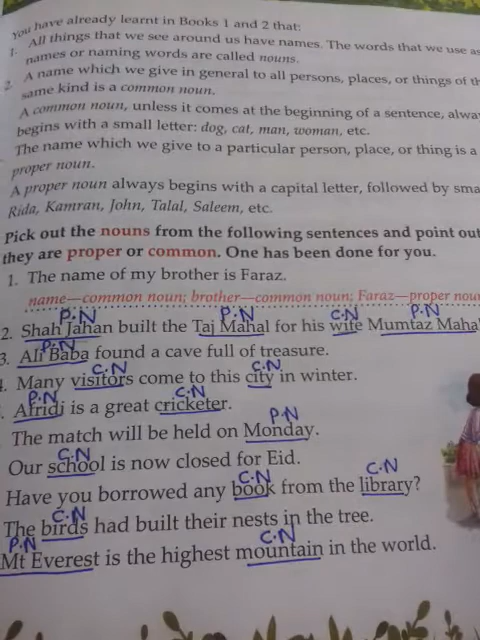 You have already learnt in Books 1 and 2 that:
1. All things that we see around us have names. The words that we use as
names or naming words are called nouns.
2. A name which we give in general to all persons, places, or things of th
same kind is a common noun.
A common noun, unless it comes at the beginning of a sentence, alwa
begins with a small letter: dog, cat, man, woman, etc.
The name which we give to a particular person, place, or thing is a
proper noun.
A proper noun always begins with a capital letter, followed by sma
Rida, Kamran, John, Talal, Saleem, etc.
Pick out the nouns from the following sentences and point out
they are proper or common. One has been done for you.
1. The name of my brother is Faraz.
name—common noun; brother—common noun; Faraz—proper nou
P.N P.N C.N P.N
2. Shah Jahan built the Taj Mahal for his wife Mumtaz Maha
P.N
3. Ali Baba found a cave full of treasure.
C.N C.N
4. Many visitors come to this city in winter.
P.N C.N
. Afridi is a great cricketer.
P.N
The match will be held on Monday.
C.N
Our school is now closed for Eid.
C.N C.N
Have you borrowed any book from the library?
C.N
The birds had built their nests in the tree.
P.N C.N
Mt Everest is the highest mountain in the world.